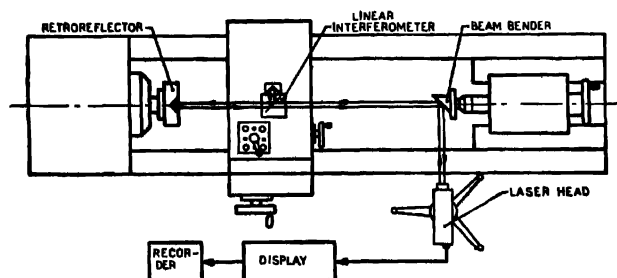 RETROREFLECTOR
LINEAR
INTERFEROMETER
BEAM BENDER
LASER HEAD
RECOR-
DER
DISPLAY